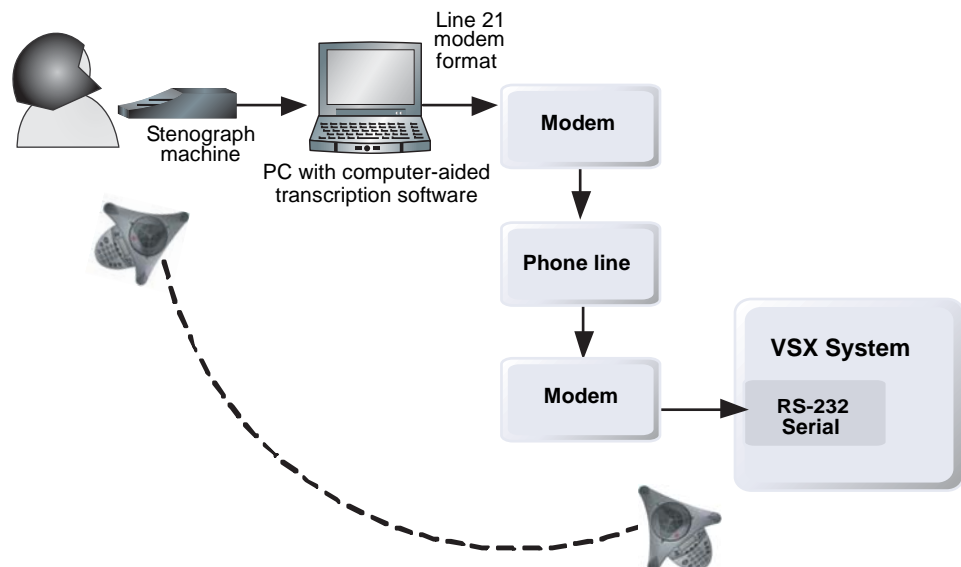 Line 21
modem
format
Stenograph
machine
PC with computer-aided
transcription software
Modem
Phone line
Modem
VSX System
RS-232
Serial